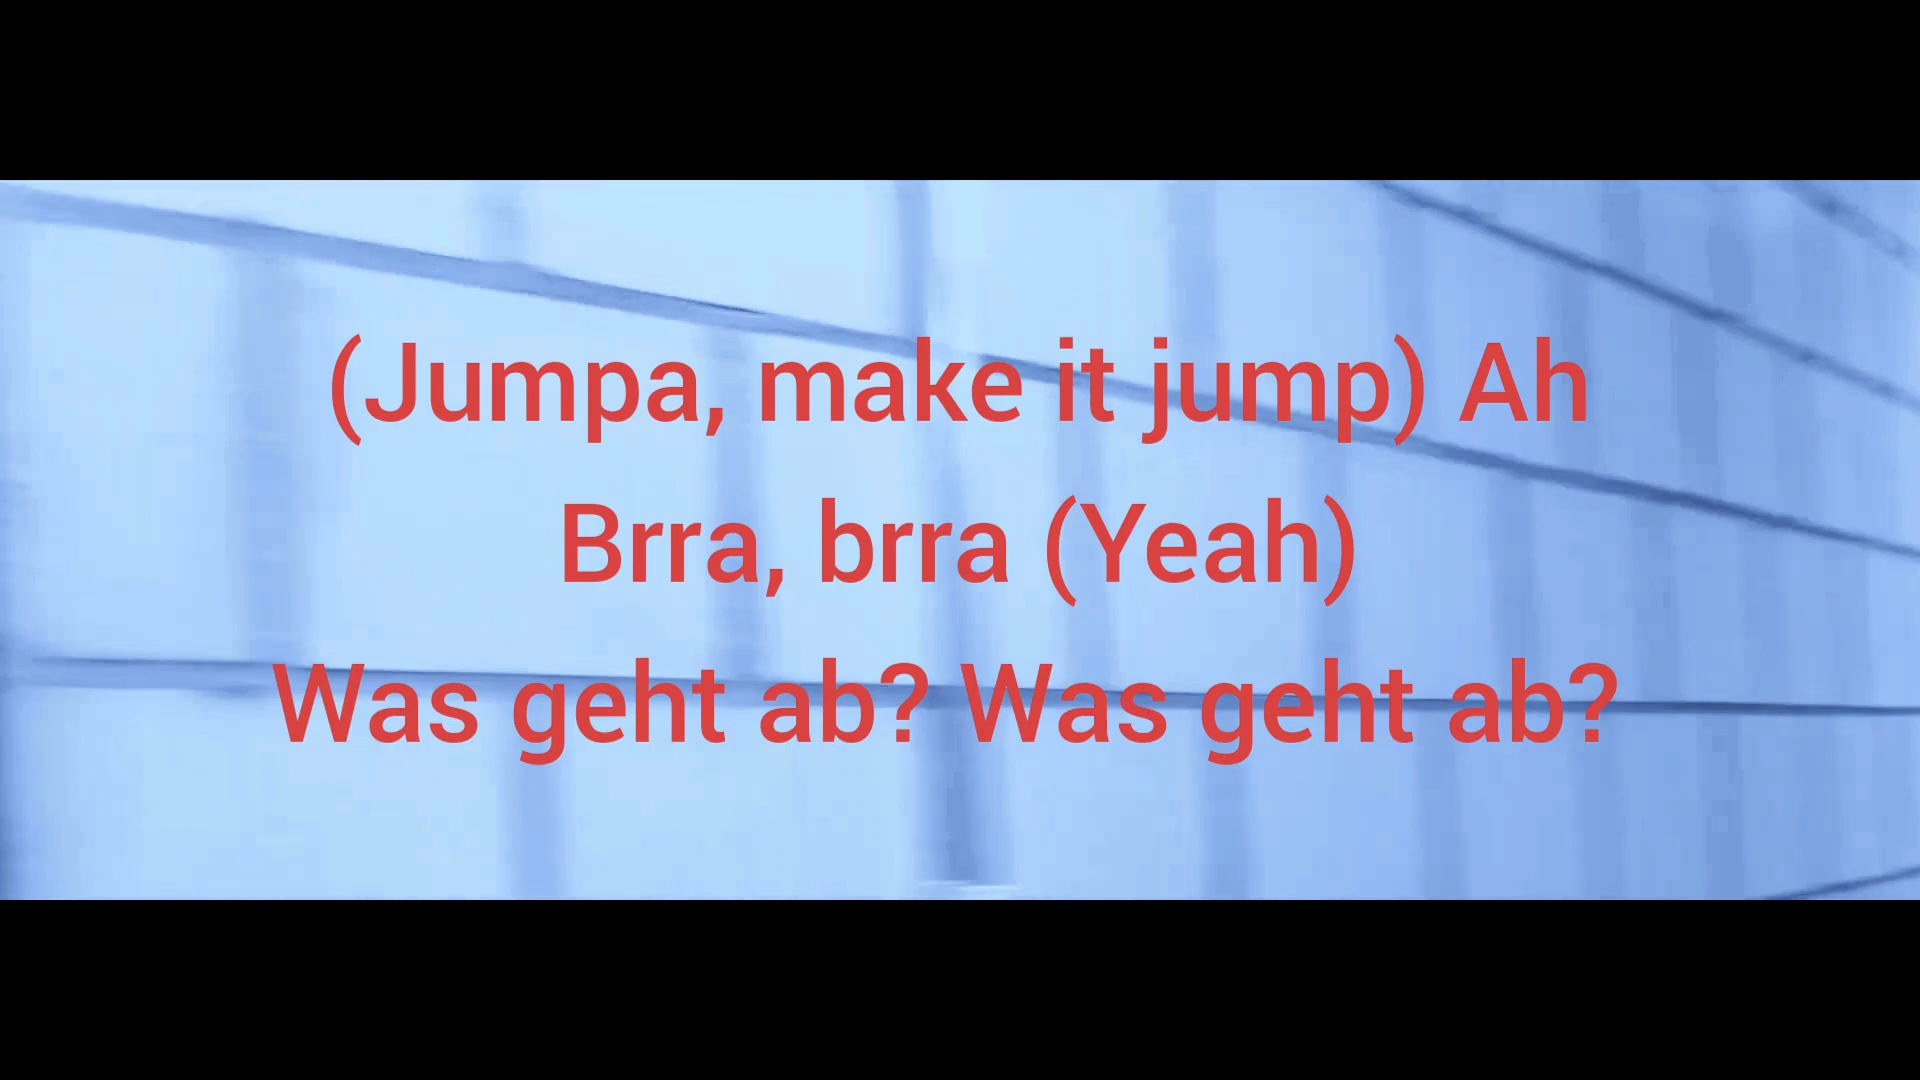 (Jumpa, make it jump) Ah
Brra, brra (Yeah)
Was geht ab? Was geht ab?